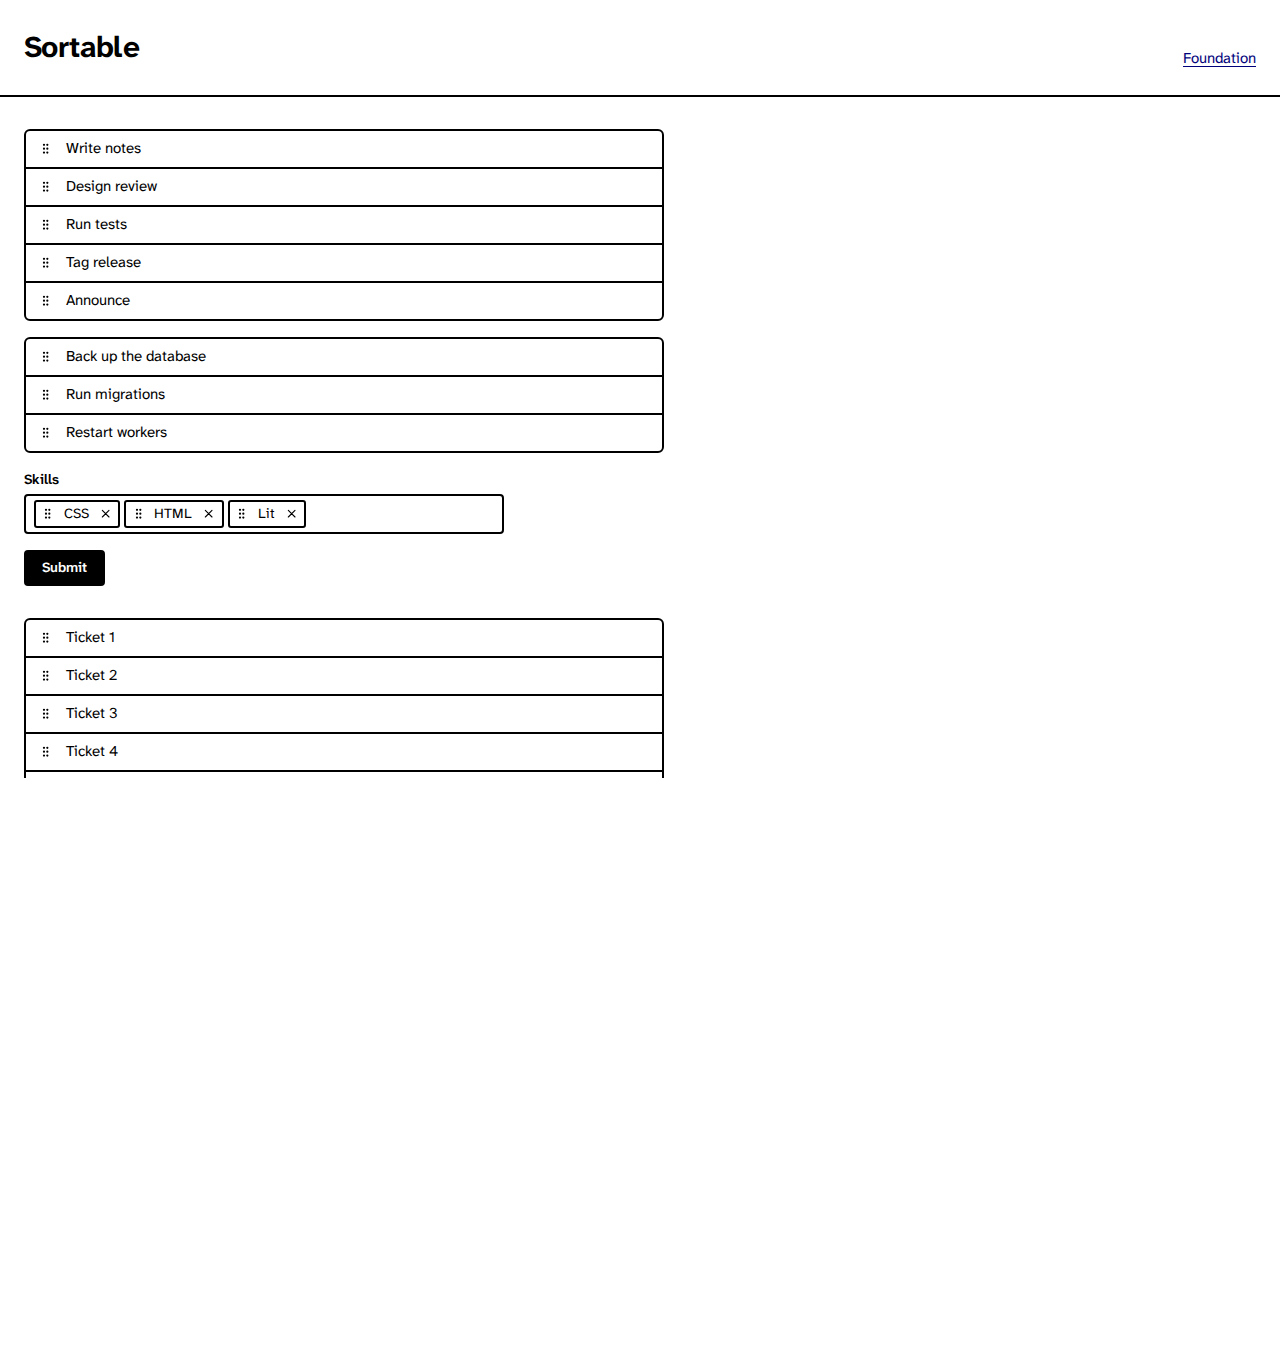 Sortable
Foundation
Write notes
Design review
Run tests
Tag release
Announce
Back up the database
Run migrations
Restart workers
Skills
CSS HTML Lit
Submit
Ticket 1
Ticket 2
Ticket 3
Ticket 4